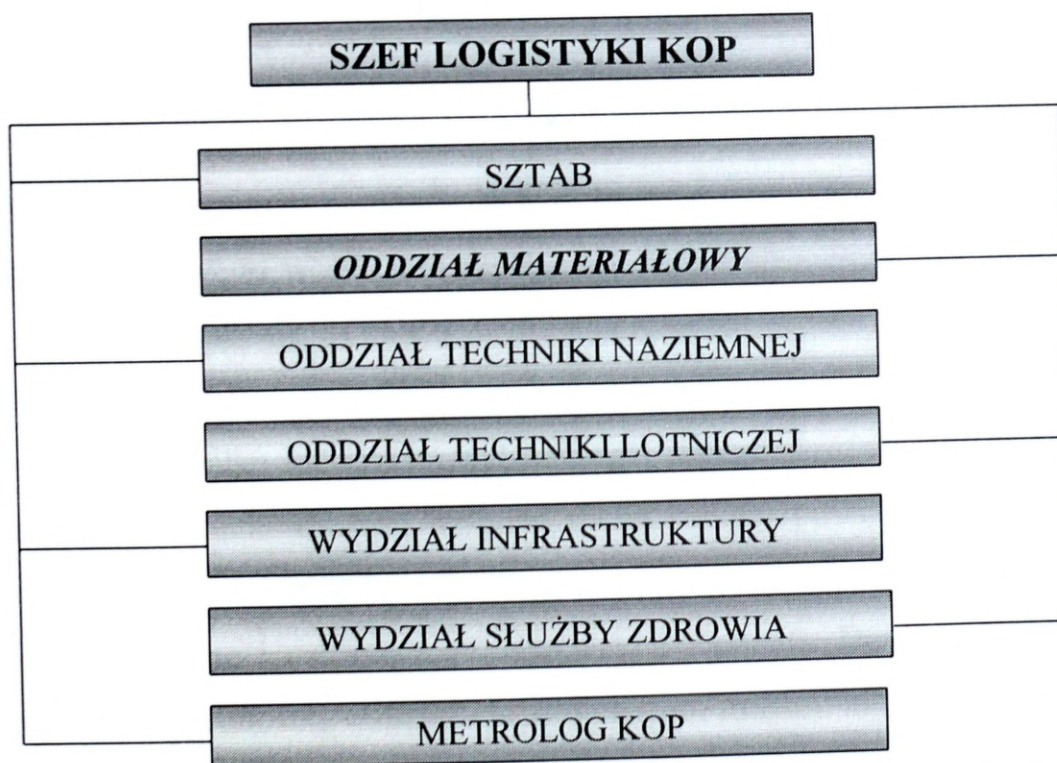 SZEF LOGISTYKI KOP
SZTAB
ODDZIAŁ MATERIAŁOWY
ODDZIAŁ TECHNIKI NAZIEMNEJ
ODDZIAŁ TECHNIKI LOTNICZEJ
WYDZIAŁ INFRASTRUKTURY
WYDZIAŁ SŁUŻBY ZDROWIA
METROLOG KOP